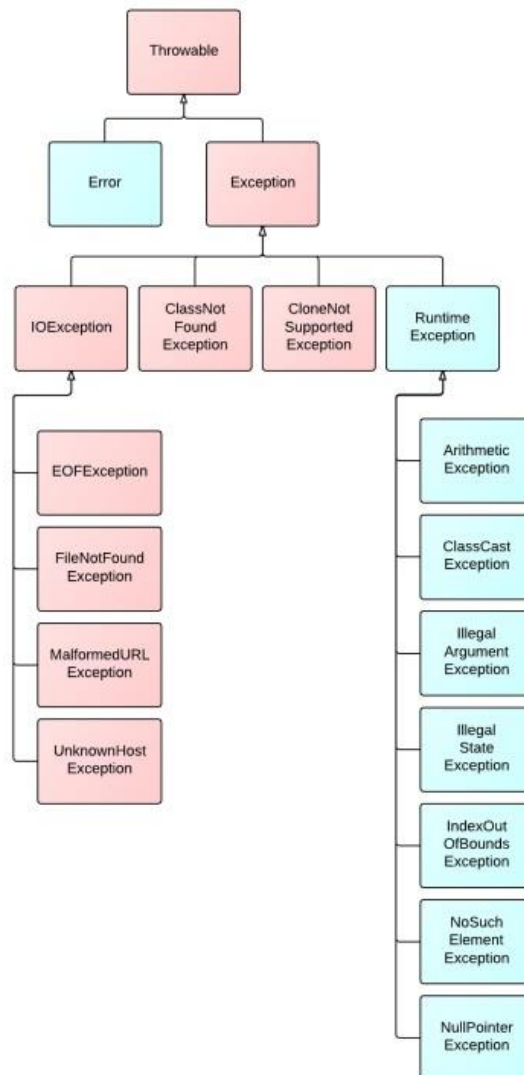 Throwable
Error
Exception
IOException
ClassNot
Found
Exception
CloneNot
Supported
Exception
Runtime
Exception
EOFException
FileNotFound
Exception
MalformedURL
Exception
UnknownHost
Exception
Arithmetic
Exception
ClassCast
Exception
Illegal
Argument
Exception
Illegal
State
Exception
IndexOut
OfBounds
Exception
NoSuch
Element
Exception
NullPointer
Exception